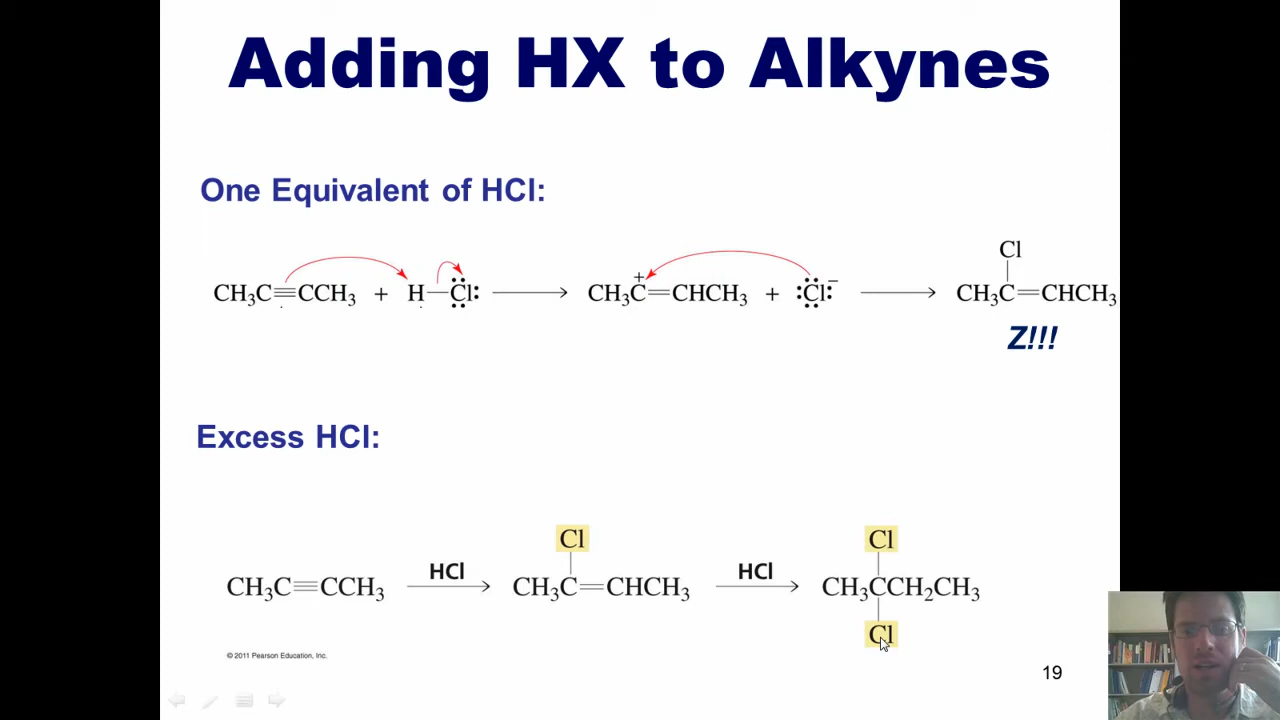 Adding HX to Alkynes
One Equivalent of HCl:
Cl
CH₃C≡CCH₃ + H—Cl: ⟶ CH₃C⁺=CHCH₃ + :Cl:⁻ ⟶ CH₃C=CHCH₃
Z!!!
Excess HCl:
Cl Cl
CH₃C≡CCH₃ HCl CH₃C=CHCH₃ HCl CH₃CCH₂CH₃
Cl
© 2011 Pearson Education, Inc.
19